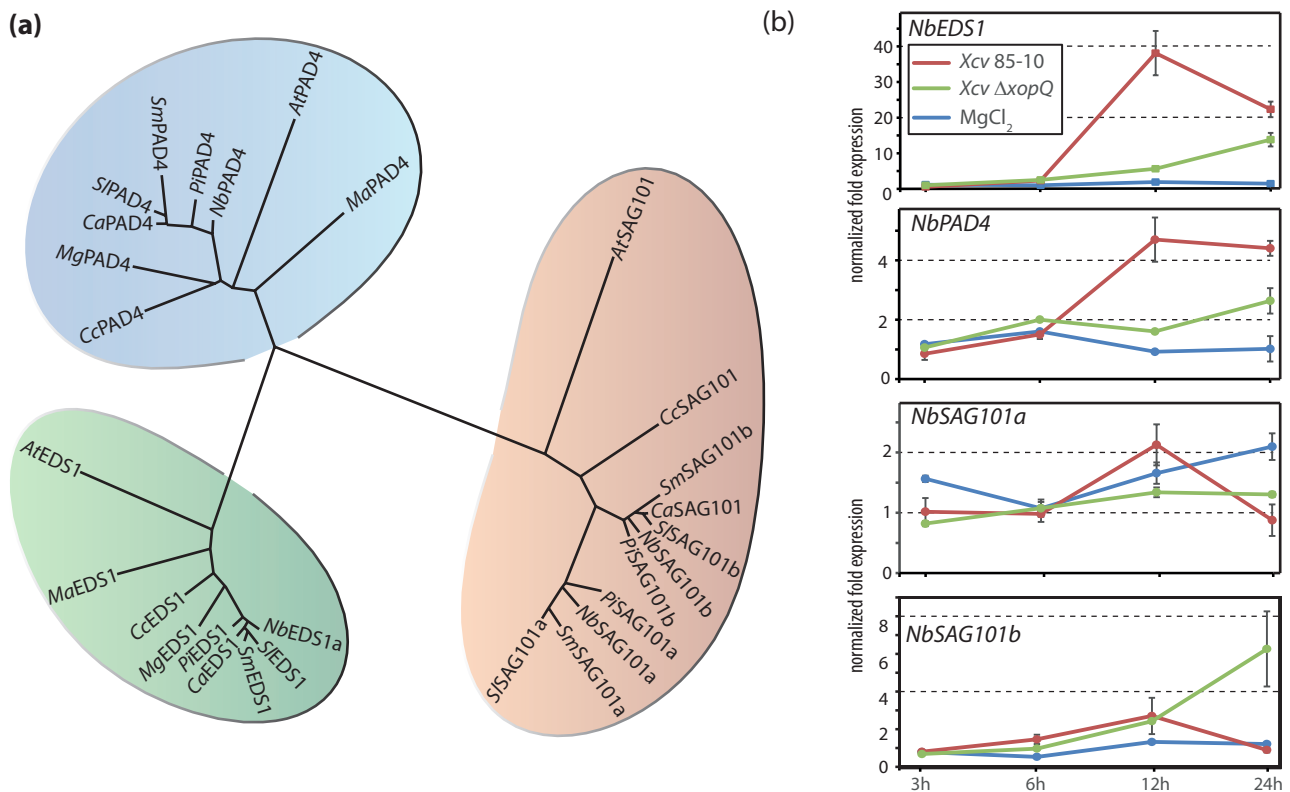 (a)
AtPAD4
SmPAD4
PiPAD4
NbPAD4
SlPAD4
CaPAD4
MaPAD4
MgPAD4
CcPAD4
AtSAG101
CcSAG101
SmSAG101b
CaSAG101
SlSAG101b
NbSAG101b
PiSAG101b
PiSAG101a
NbSAG101a
SmSAG101a
SlSAG101a
AtEDS1
MaEDS1
CcEDS1
MgEDS1
PiEDS1
CaEDS1
SmEDS1
SlEDS1
NbEDS1a
(b)
NbEDS1
Xcv 85-10
Xcv ΔxopQ
MgCl₂
40
30
20
10
0
normalized fold expression
NbPAD4
4
2
0
NbSAG101a
2
1
0
normalized fold expression
NbSAG101b
8
6
4
2
0
3h 6h 12h 24h